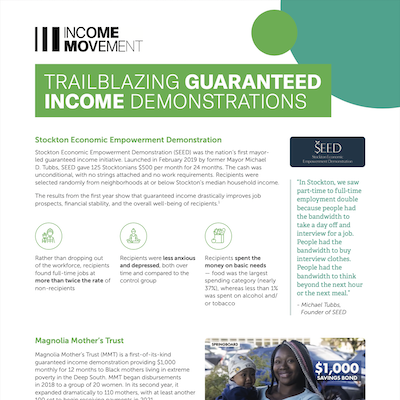 INCOME
MOVEMENT
TRAILBLAZING GUARANTEED
INCOME DEMONSTRATIONS
Stockton Economic Empowerment Demonstration
Stockton Economic Empowerment Demonstration (SEED) was the nation's first mayor-
led guaranteed income initiative. Launched in February 2019 by former Mayor Michael
D. Tubbs, SEED gave 125 Stocktonians $500 per month for 24 months. The cash was
unconditional, with no strings attached and no work requirements. Recipients were
selected randomly from neighborhoods at or below Stockton's median household income.
The results from the first year show that guaranteed income drastically improves job
prospects, financial stability, and the overall well-being of recipients.¹
Rather than dropping out
of the workforce, recipients
found full-time jobs at
more than twice the rate of
non-recipients
Recipients were less anxious
and depressed, both over
time and compared to the
control group
Recipients spent the
money on basic needs
— food was the largest
spending category (nearly
37%), whereas less than 1%
was spent on alcohol and/
or tobacco
SEED
Stockton Economic
Empowerment Demonstration
"In Stockton, we saw
part-time to full-time
employment double
because people had
the bandwidth to
take a day off and
interview for a job.
People had the
bandwidth to buy
interview clothes.
People had the
bandwidth to think
beyond the next hour
or the next meal."
- Michael Tubbs,
Founder of SEED
Magnolia Mother's Trust
Magnolia Mother's Trust (MMT) is a first-of-its-kind
guaranteed income demonstration providing $1,000
monthly for 12 months to Black mothers living in extreme
poverty in the Deep South. MMT began disbursements
in 2018 to a group of 20 women. In its second year, it
expanded dramatically to 110 mothers, with at least another
100 set to begin receiving payments in 2021.
SPRINGBOARD
$1,000
SAVINGS BOND